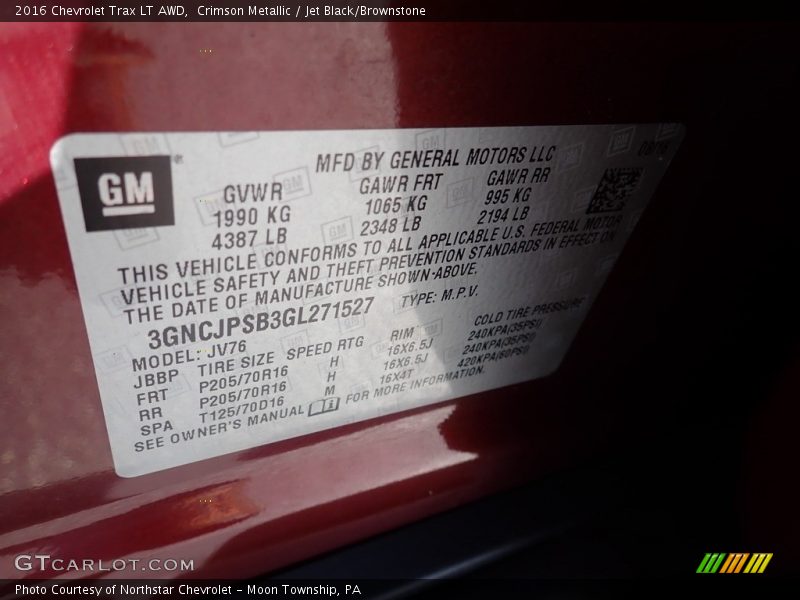 2016 Chevrolet Trax LT AWD,  Crimson Metallic / Jet Black/Brownstone
GM
MFD BY GENERAL MOTORS LLC
GVWR GAWR FRT GAWR RR
1990 KG 1065 KG 995 KG
4387 LB 2348 LB 2194 LB
THIS VEHICLE CONFORMS TO ALL APPLICABLE U.S. FEDERAL MOTOR
VEHICLE SAFETY AND THEFT PREVENTION STANDARDS IN EFFECT ON
THE DATE OF MANUFACTURE SHOWN ABOVE.
3GNCJPSB3GL271527 TYPE: M.P.V.
MODEL: JV76
JBBP TIRE SIZE SPEED RTG RIM COLD TIRE PRESSURE
FRT P205/70R16 H 16X6.5J 240KPA(35PSI)
RR P205/70R16 H 16X6.5J 240KPA(35PSI)
SPA T125/70D16 M 16X4T 420KPA(60PSI)
SEE OWNER'S MANUAL FOR MORE INFORMATION.
GTCARLOT.COM
Photo Courtesy of Northstar Chevrolet - Moon Township, PA